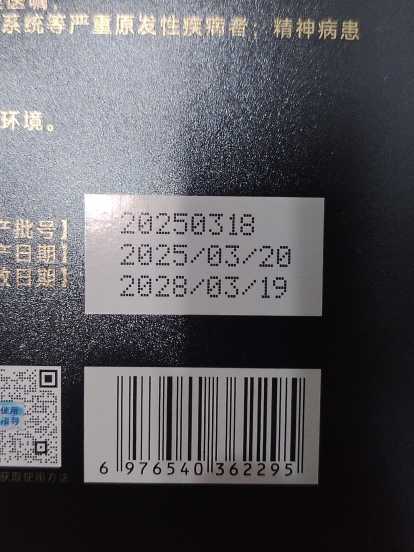 医嘱；
系统等严重原发性疾病者；精神病患
环境。
产批号】 20250318
产日期】 2025/03/20
效日期】 2028/03/19
使用
指导
获取使用方法
6 976540 362295